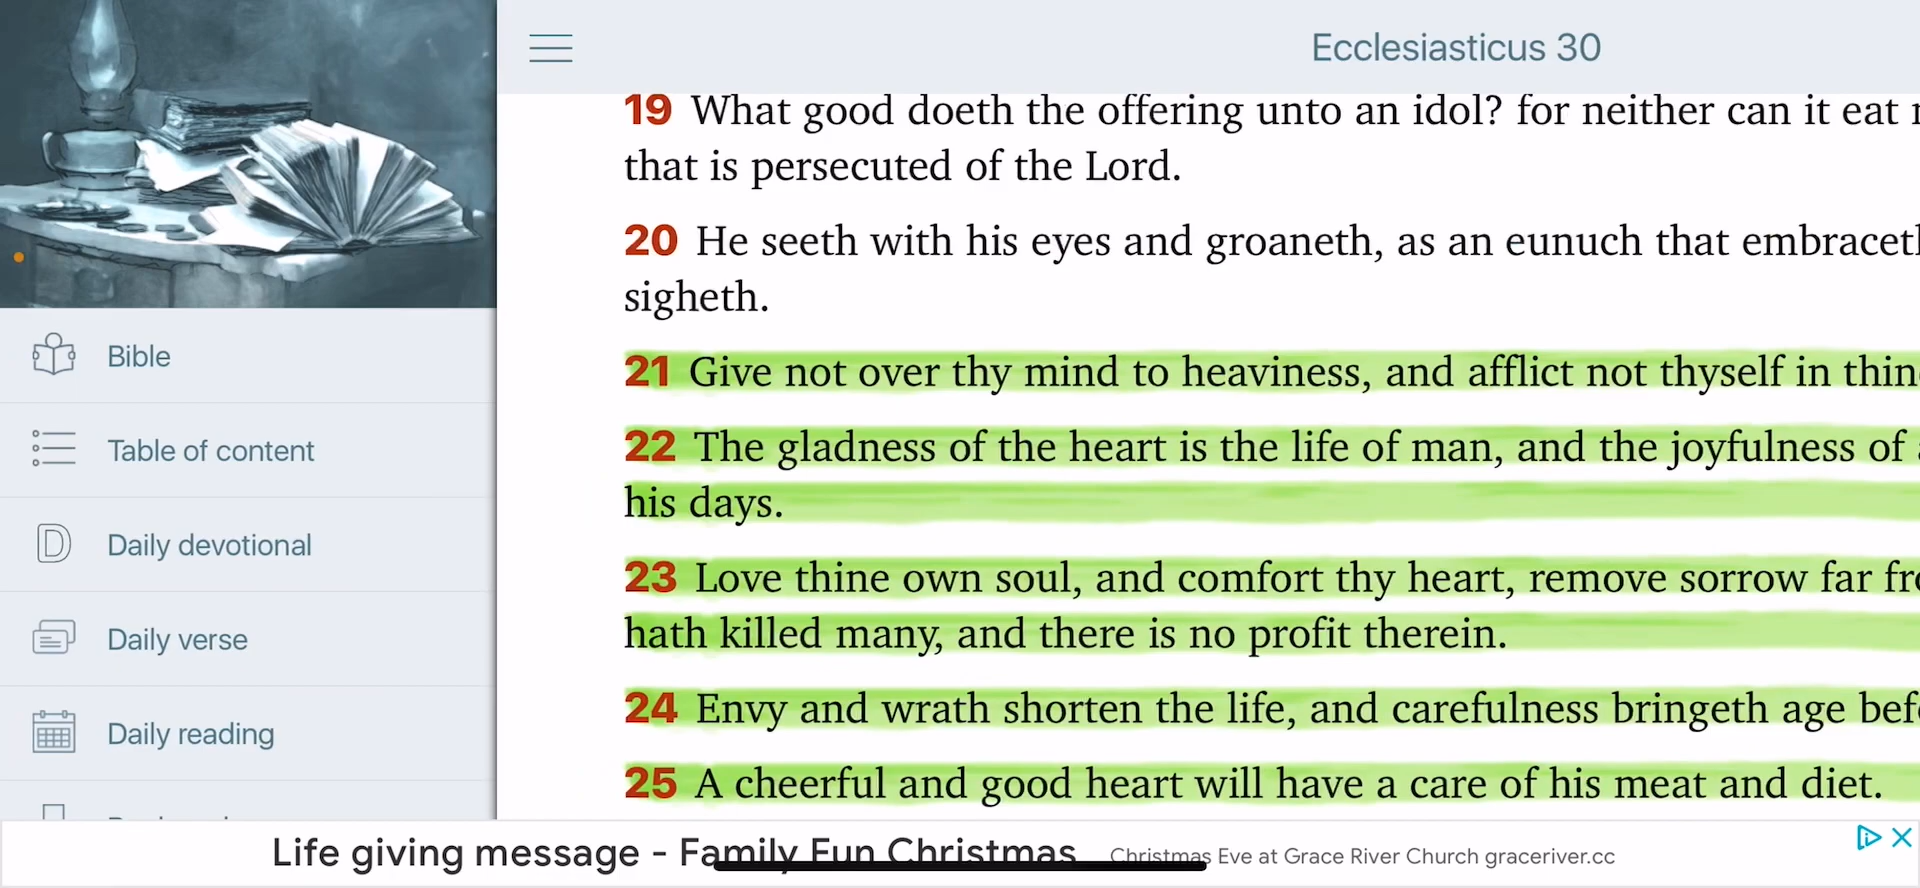 Ecclesiasticus 30
19 What good doeth the offering unto an idol? for neither can it eat
that is persecuted of the Lord.
20 He seeth with his eyes and groaneth, as an eunuch that
sigheth.
21 Give not over thy mind to heaviness, and afflict not thyself in
22 The gladness of the heart is the life of man, and the joyfulness of
his days.
23 Love thine own soul, and comfort thy heart, remove sorrow far
hath killed many, and there is no profit therein.
24 Envy and wrath shorten the life, and carefulness bringeth age
25 A cheerful and good heart will have a care of his meat and diet.
Bible
Table of content
Daily devotional
Daily verse
Daily reading
Life giving message - Family Fun Christmas
Christmas Eve at Grace River Church graceriver.cc